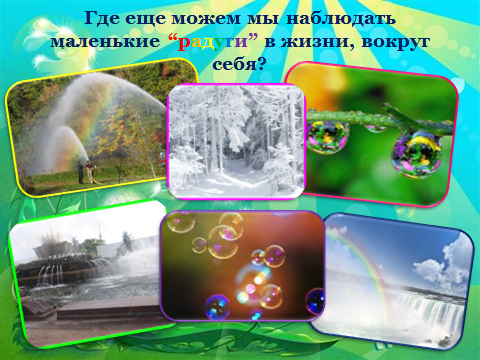 Где еще можем мы наблюдать
маленькие “радуги” в жизни, вокруг
себя?